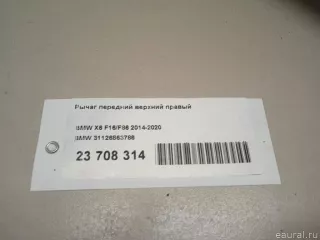 Рычаг передний верхний правый
BMW X6 F16/F86 2014-2020
BMW 31126863786
23 708 314
eaural.ru